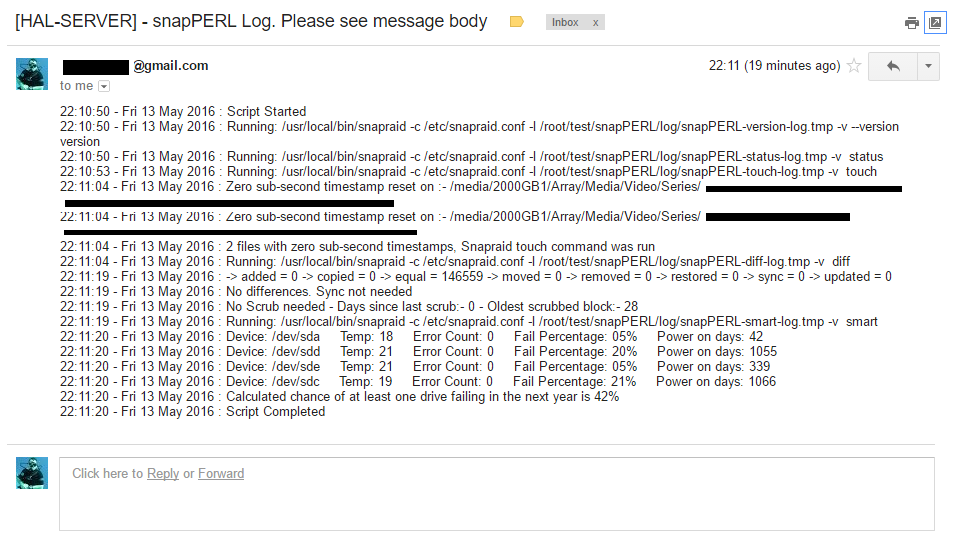 [HAL-SERVER] - snapPERL Log. Please see message body
Inbox x
@gmail.com
22:11 (19 minutes ago)
to me
22:10:50 - Fri 13 May 2016 : Script Started
22:10:50 - Fri 13 May 2016 : Running: /usr/local/bin/snapraid -c /etc/snapraid.conf -l /root/test/snapPERL/log/snapPERL-version-log.tmp -v --version
version
22:10:50 - Fri 13 May 2016 : Running: /usr/local/bin/snapraid -c /etc/snapraid.conf -l /root/test/snapPERL/log/snapPERL-status-log.tmp -v  status
22:10:53 - Fri 13 May 2016 : Running: /usr/local/bin/snapraid -c /etc/snapraid.conf -l /root/test/snapPERL/log/snapPERL-touch-log.tmp -v  touch
22:11:04 - Fri 13 May 2016 : Zero sub-second timestamp reset on :- /media/2000GB1/Array/Media/Video/Series/
22:11:04 - Fri 13 May 2016 : Zero sub-second timestamp reset on :- /media/2000GB1/Array/Media/Video/Series/
22:11:04 - Fri 13 May 2016 : 2 files with zero sub-second timestamps, Snapraid touch command was run
22:11:04 - Fri 13 May 2016 : Running: /usr/local/bin/snapraid -c /etc/snapraid.conf -l /root/test/snapPERL/log/snapPERL-diff-log.tmp -v  diff
22:11:19 - Fri 13 May 2016 : -> added = 0 -> copied = 0 -> equal = 146559 -> moved = 0 -> removed = 0 -> restored = 0 -> sync = 0 -> updated = 0
22:11:19 - Fri 13 May 2016 : No differences. Sync not needed
22:11:19 - Fri 13 May 2016 : No Scrub needed - Days since last scrub:- 0 - Oldest scrubbed block:- 28
22:11:19 - Fri 13 May 2016 : Running: /usr/local/bin/snapraid -c /etc/snapraid.conf -l /root/test/snapPERL/log/snapPERL-smart-log.tmp -v  smart
22:11:20 - Fri 13 May 2016 : Device: /dev/sda     Temp: 18     Error Count: 0     Fail Percentage: 05%     Power on days: 42
22:11:20 - Fri 13 May 2016 : Device: /dev/sdd     Temp: 21     Error Count: 0     Fail Percentage: 20%     Power on days: 1055
22:11:20 - Fri 13 May 2016 : Device: /dev/sde     Temp: 21     Error Count: 0     Fail Percentage: 05%     Power on days: 339
22:11:20 - Fri 13 May 2016 : Device: /dev/sdc     Temp: 19     Error Count: 0     Fail Percentage: 21%     Power on days: 1066
22:11:20 - Fri 13 May 2016 : Calculated chance of at least one drive failing in the next year is 42%
22:11:20 - Fri 13 May 2016 : Script Completed
Click here to Reply or Forward